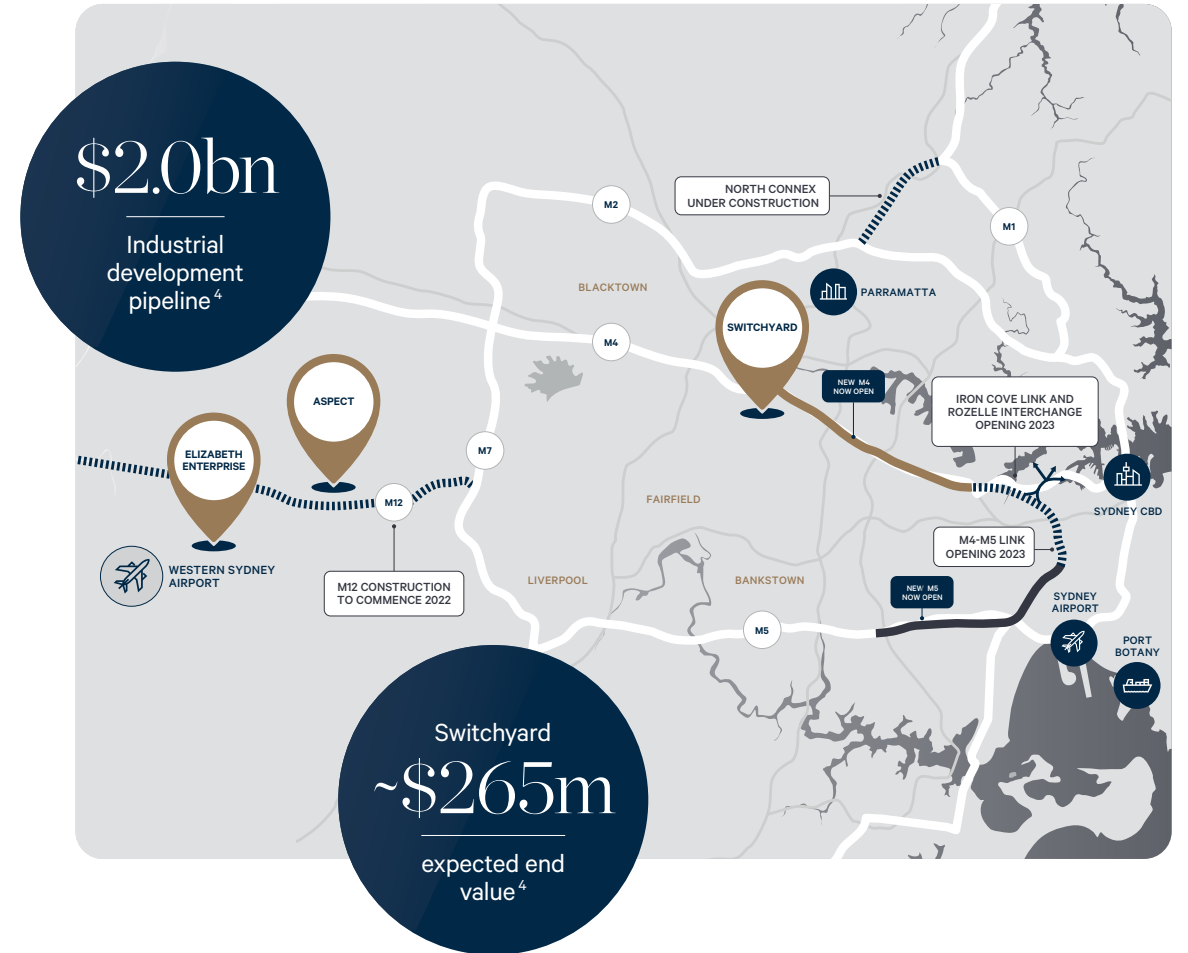 $2.0bn
Industrial
development
pipeline 4
NORTH CONNEX
UNDER CONSTRUCTION
M2
M1
BLACKTOWN
PARRAMATTA
SWITCHYARD
M4
NEW M4
NOW OPEN
IRON COVE LINK AND
ROZELLE INTERCHANGE
OPENING 2023
ASPECT
ELIZABETH
ENTERPRISE
M7
M12
FAIRFIELD
SYDNEY CBD
M4-M5 LINK
OPENING 2023
WESTERN SYDNEY
AIRPORT
M12 CONSTRUCTION
TO COMMENCE 2022
LIVERPOOL
BANKSTOWN
NEW M5
NOW OPEN
SYDNEY
AIRPORT
M5
PORT
BOTANY
Switchyard
~$265m
expected end
value 4